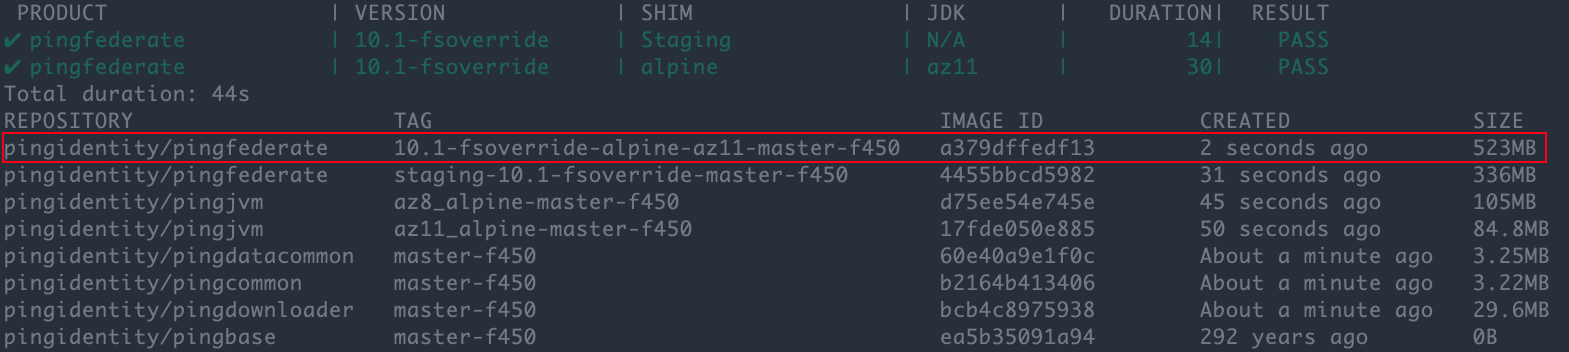 PRODUCT | VERSION | SHIM | JDK | DURATION| RESULT
✔ pingfederate | 10.1-fsoverride | Staging | N/A | 14| PASS
✔ pingfederate | 10.1-fsoverride | alpine | az11 | 30| PASS
Total duration: 44s
REPOSITORY TAG IMAGE ID CREATED SIZE
pingidentity/pingfederate 10.1-fsoverride-alpine-az11-master-f450 a379dffedf13 2 seconds ago 523MB
pingidentity/pingfederate staging-10.1-fsoverride-master-f450 4455bbcd5982 31 seconds ago 336MB
pingidentity/pingjvm az8_alpine-master-f450 d75ee54e745e 45 seconds ago 105MB
pingidentity/pingjvm az11_alpine-master-f450 17fde050e885 50 seconds ago 84.8MB
pingidentity/pingdatacommon master-f450 60e40a9e1f0c About a minute ago 3.25MB
pingidentity/pingcommon master-f450 b2164b413406 About a minute ago 3.22MB
pingidentity/pingdownloader master-f450 bcb4c8975938 About a minute ago 29.6MB
pingidentity/pingbase master-f450 ea5b35091a94 292 years ago 0B